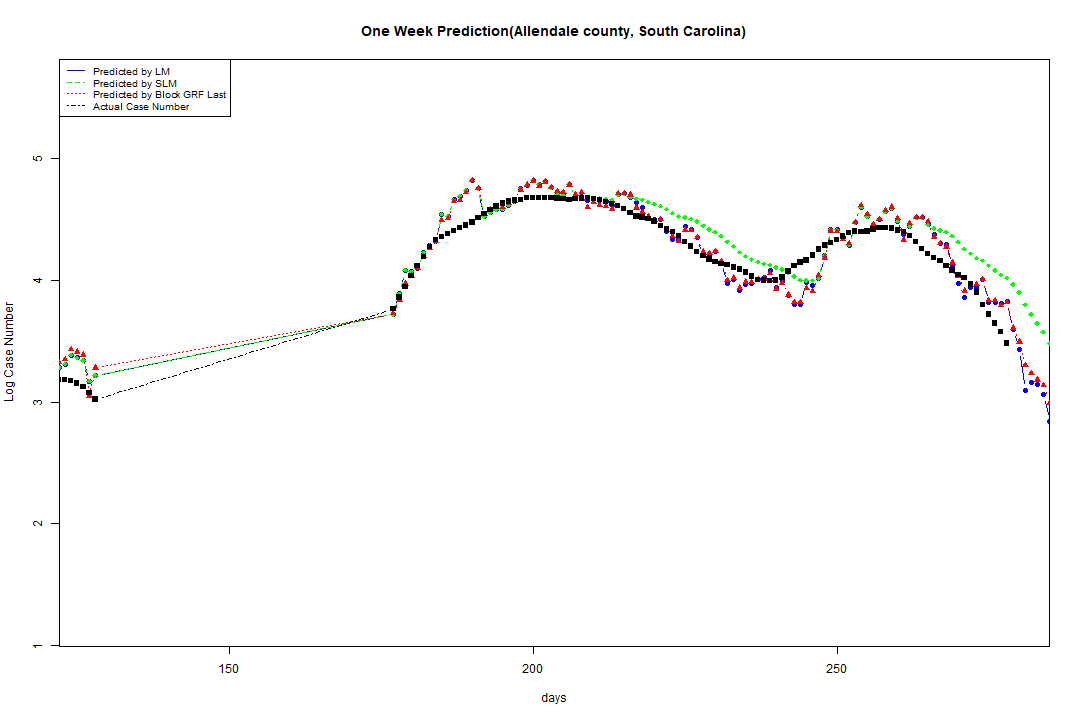 One Week Prediction(Allendale county, South Carolina)
Predicted by LM
Predicted by SLM
Predicted by Block GRF Last
Actual Case Number
5
4
3
2
1
Log Case Number
150 200 250
days